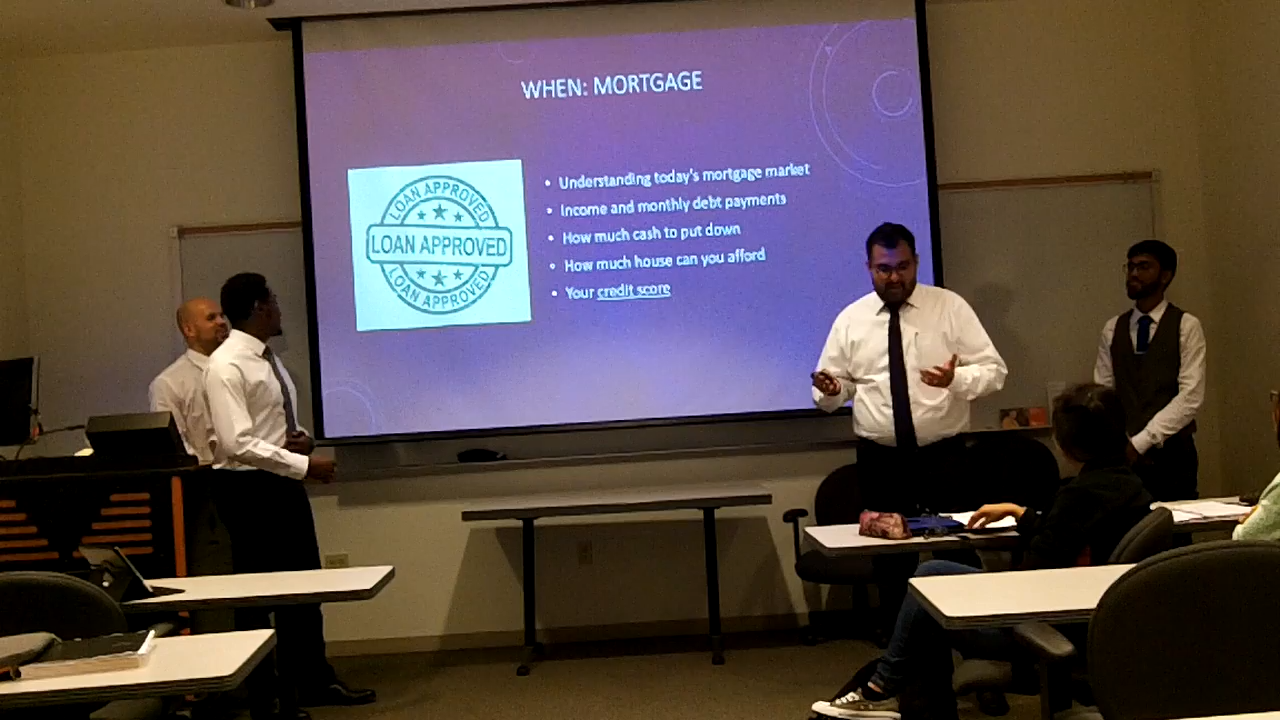 WHEN: MORTGAGE
LOAN APPROVED
LOAN APPROVED
LOAN APPROVED
• Understanding today's mortgage market
• Income and monthly debt payments
• How much cash to put down
• How much house can you afford
• Your credit score